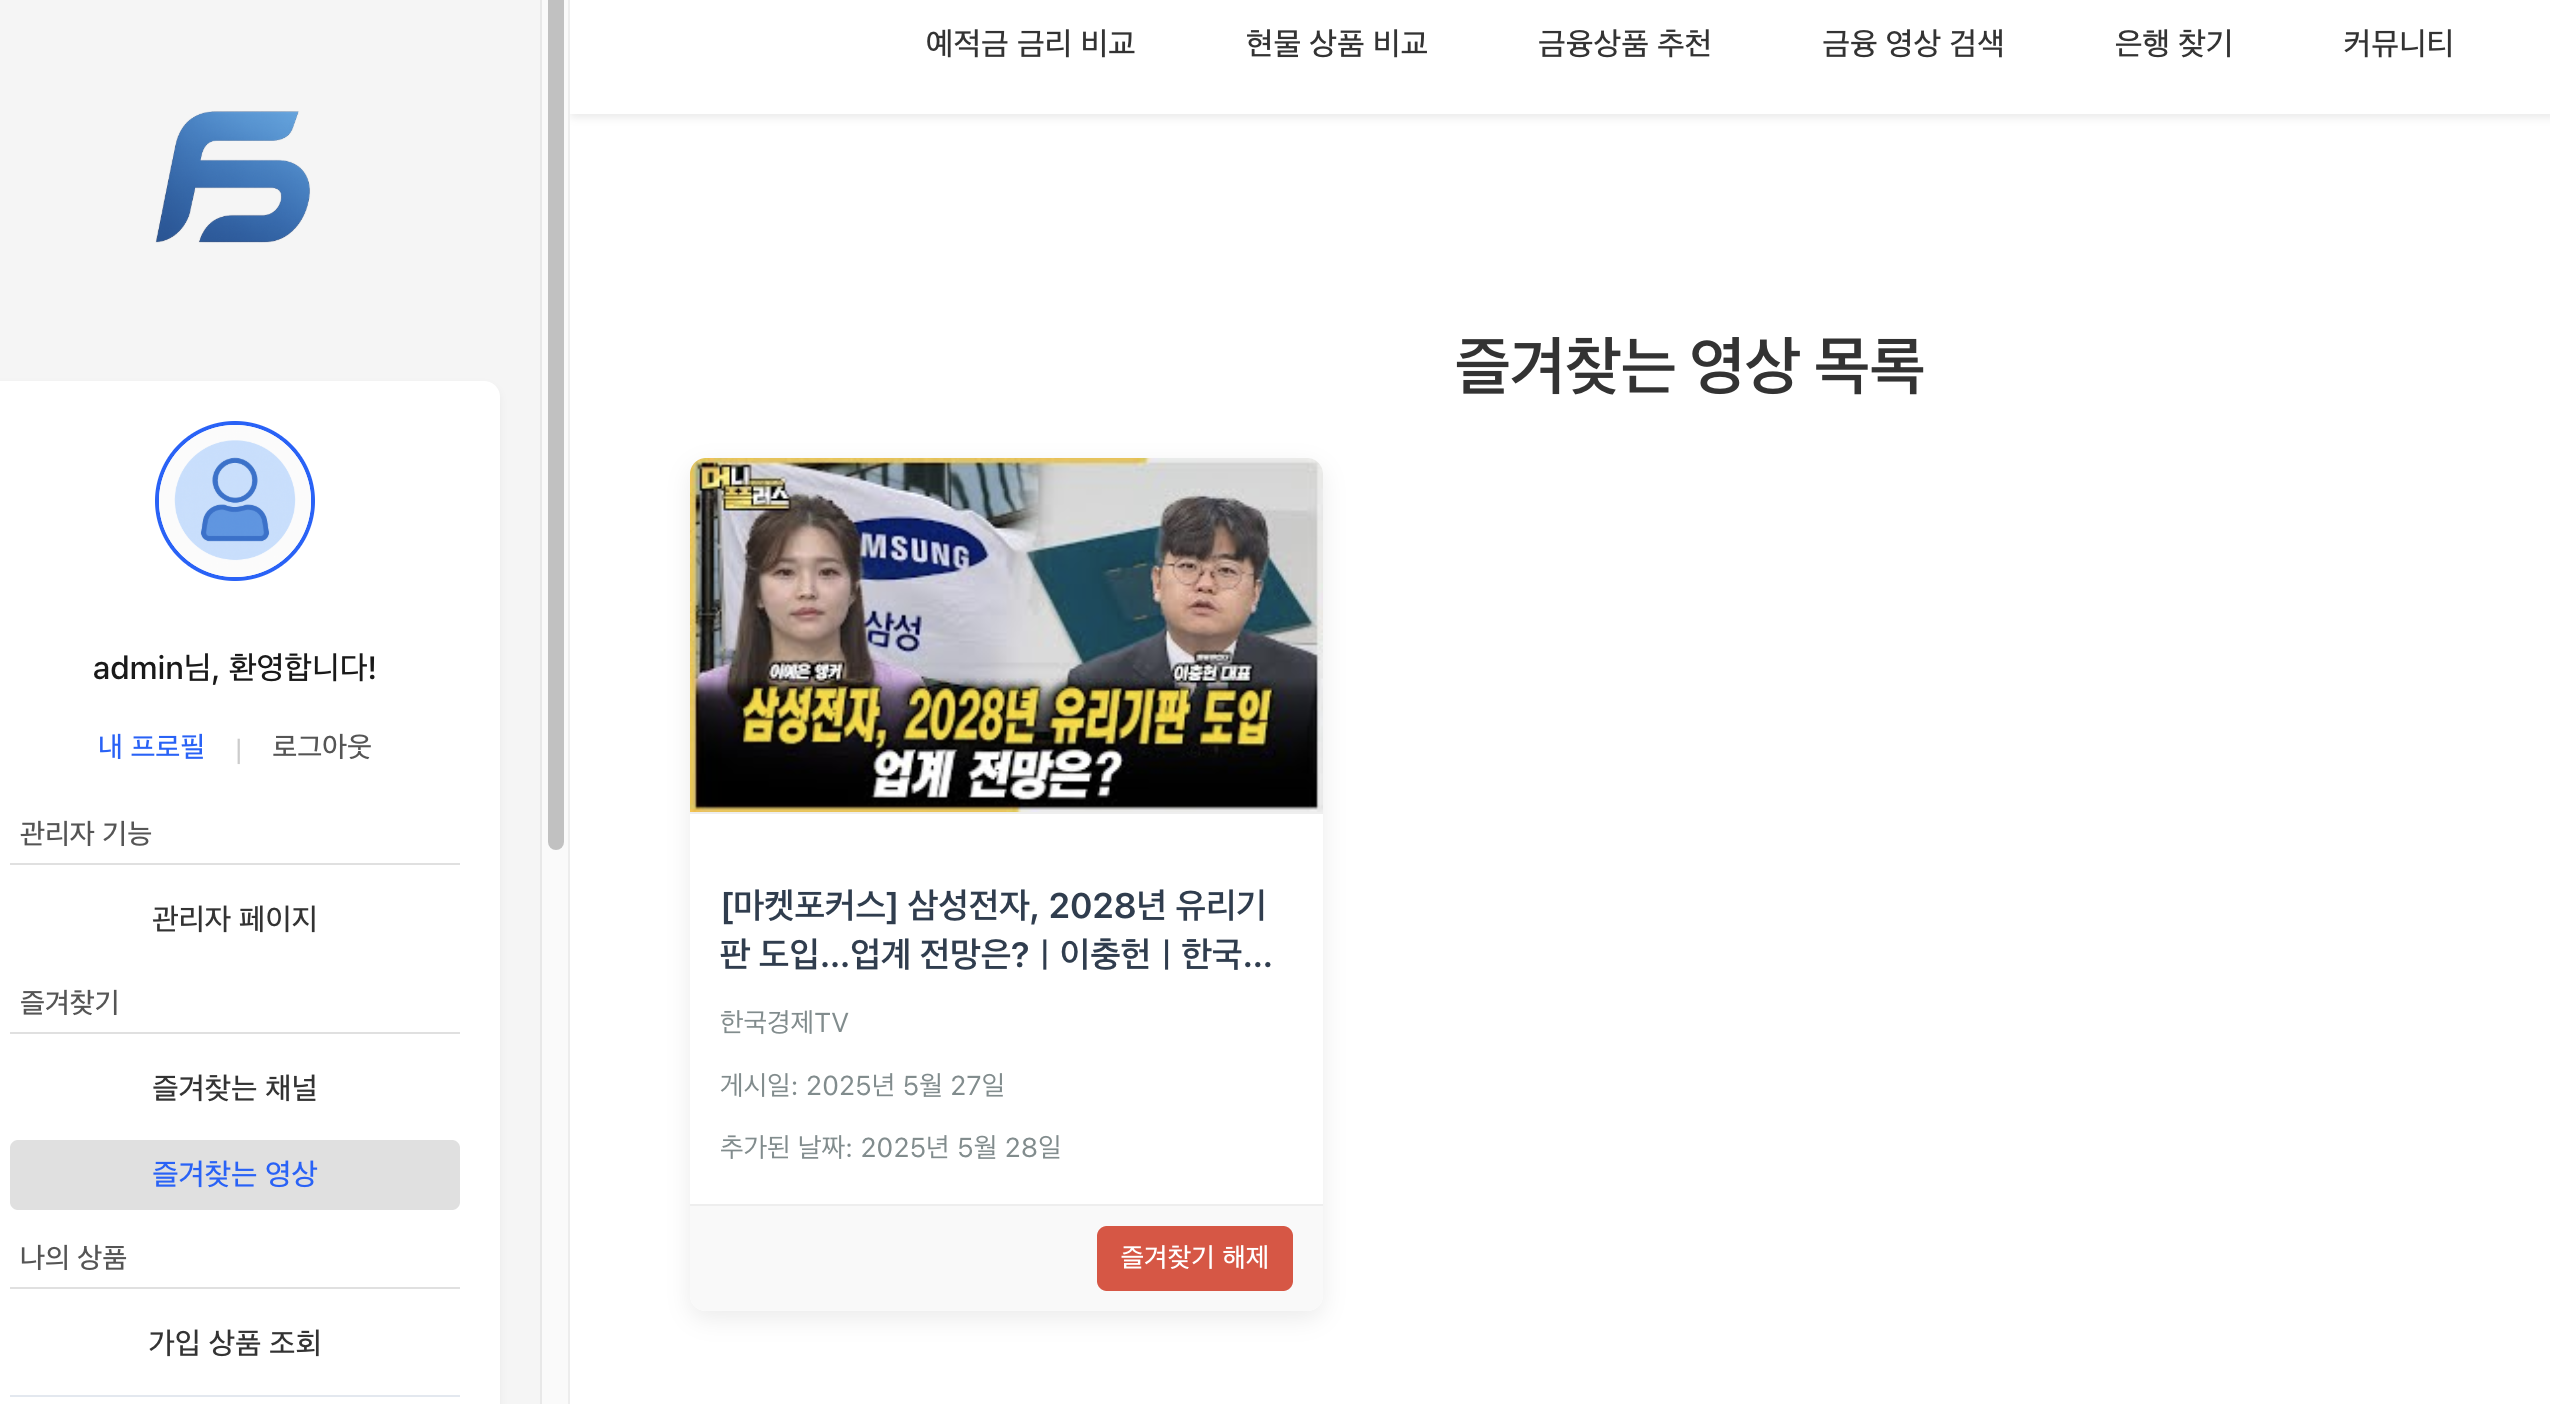 예적금 금리 비교
현물 상품 비교
금융상품 추천
금융 영상 검색
은행 찾기
커뮤니티
admin님, 환영합니다!
내 프로필 | 로그아웃
관리자 기능
관리자 페이지
즐겨찾기
즐겨찾는 채널
즐겨찾는 영상
나의 상품
가입 상품 조회
즐겨찾는 영상 목록
머니
플러스
MSUNG
삼성
이예은 앵커
이충헌 대표
삼성전자, 2028년 유리기판 도입
업계 전망은?
[마켓포커스] 삼성전자, 2028년 유리기
판 도입...업계 전망은? | 이충헌 | 한국...
한국경제TV
게시일: 2025년 5월 27일
추가된 날짜: 2025년 5월 28일
즐겨찾기 해제